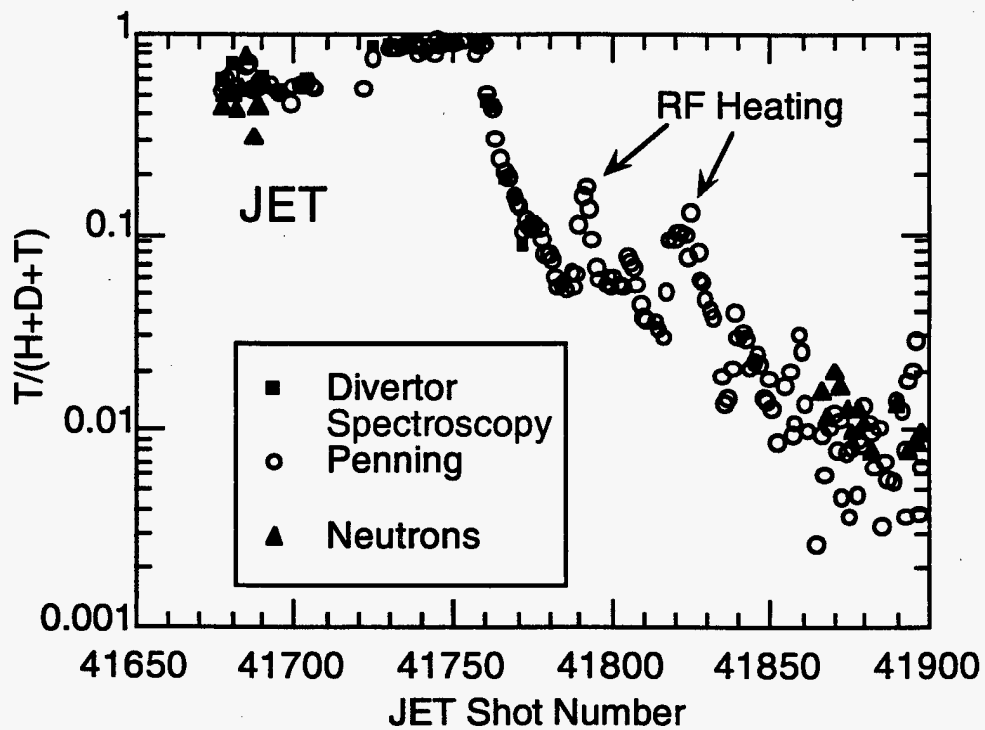 1
0.1
0.01
0.001
T/(H+D+T)
RF Heating
JET
Divertor
Spectroscopy
Penning
Neutrons
41650 41700 41750 41800 41850 41900
JET Shot Number